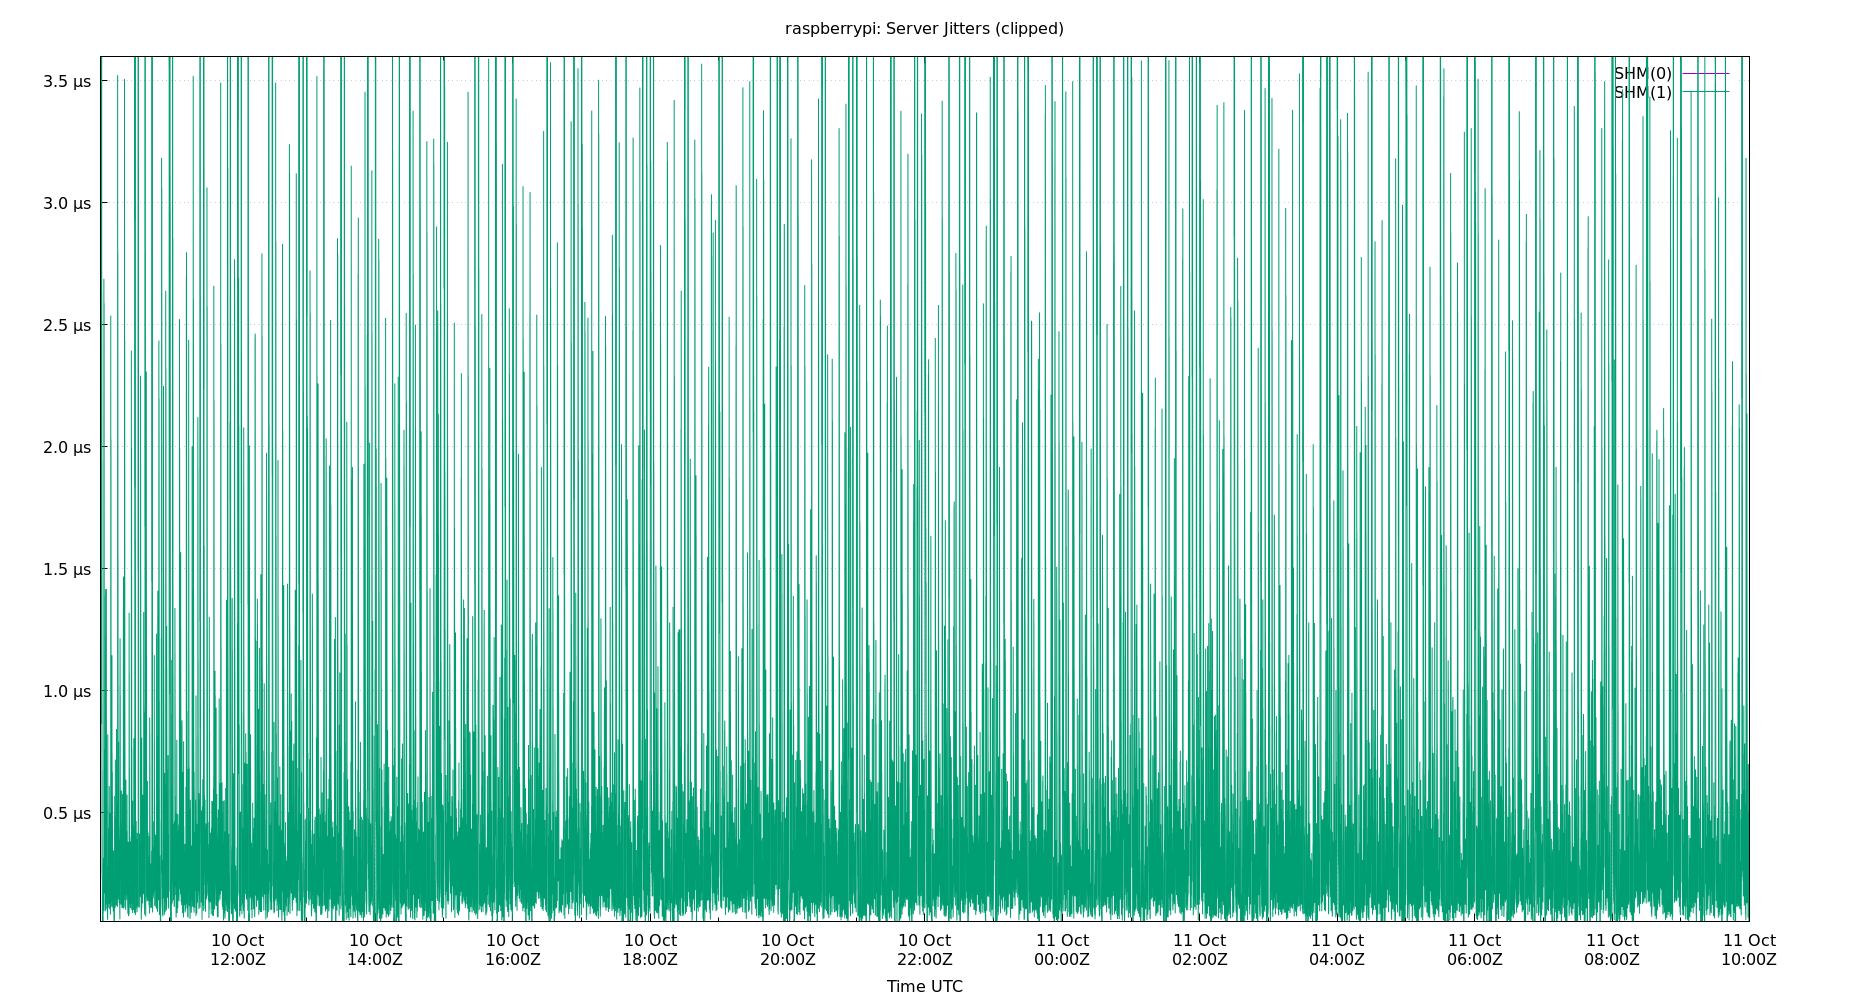 raspberrypi: Server Jitters (clipped)
SHM(0)
SHM(1)
3.5 µs
3.0 µs
2.5 µs
2.0 µs
1.5 µs
1.0 µs
0.5 µs
10 Oct 10 Oct 10 Oct 10 Oct 10 Oct 10 Oct 11 Oct 11 Oct 11 Oct 11 Oct 11 Oct 11 Oct
12:00Z 14:00Z 16:00Z 18:00Z 20:00Z 22:00Z 00:00Z 02:00Z 04:00Z 06:00Z 08:00Z 10:00Z
Time UTC